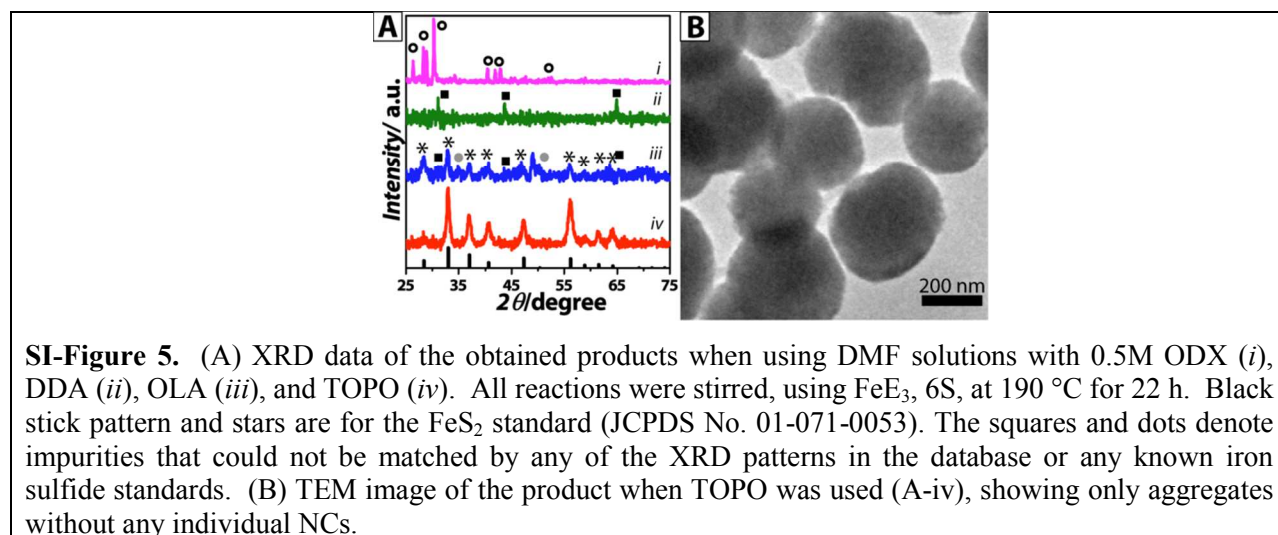 A
B
Intensity/ a.u.
i
ii
iii
iv
25 35 45 55 65 75
2θ/degree
200 nm
SI-Figure 5. (A) XRD data of the obtained products when using DMF solutions with 0.5M ODX (i),
DDA (ii), OLA (iii), and TOPO (iv). All reactions were stirred, using FeE₃, 6S, at 190 °C for 22 h. Black
stick pattern and stars are for the FeS₂ standard (JCPDS No. 01-071-0053). The squares and dots denote
impurities that could not be matched by any of the XRD patterns in the database or any known iron
sulfide standards. (B) TEM image of the product when TOPO was used (A-iv), showing only aggregates
without any individual NCs.